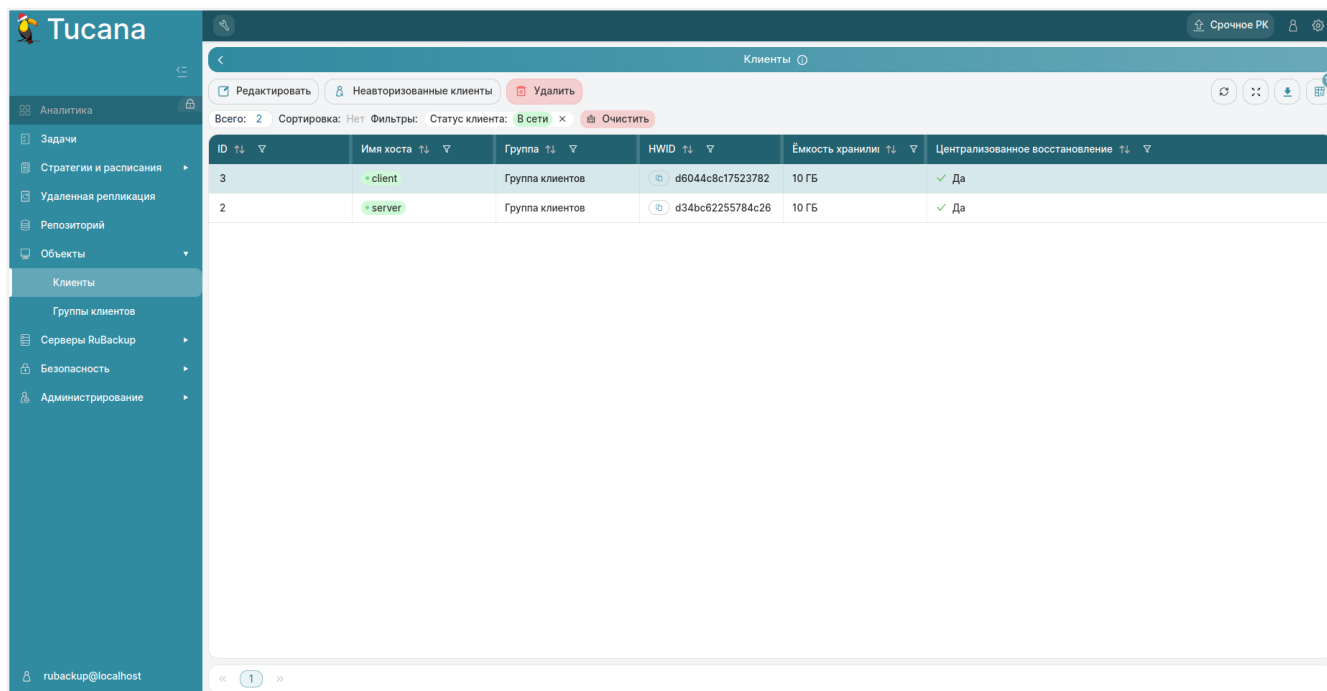 Tucana
Срочное РК
Клиенты
Редактировать Неавторизованные клиенты Удалить
Всего: 2 Сортировка: Нет Фильтры: Статус клиента: В сети × Очистить
Аналитика
Задачи
Стратегии и расписания
Удаленная репликация
Репозиторий
Объекты
Клиенты
Группы клиентов
Серверы RuBackup
Безопасность
Администрирование
rubackup@localhost
ID Имя хоста Группа HWID Ёмкость хранили Централизованное восстановление
3 client Группа клиентов d6044c8c17523782 10 ГБ Да
2 server Группа клиентов d34bc62255784c26 10 ГБ Да
« 1 »